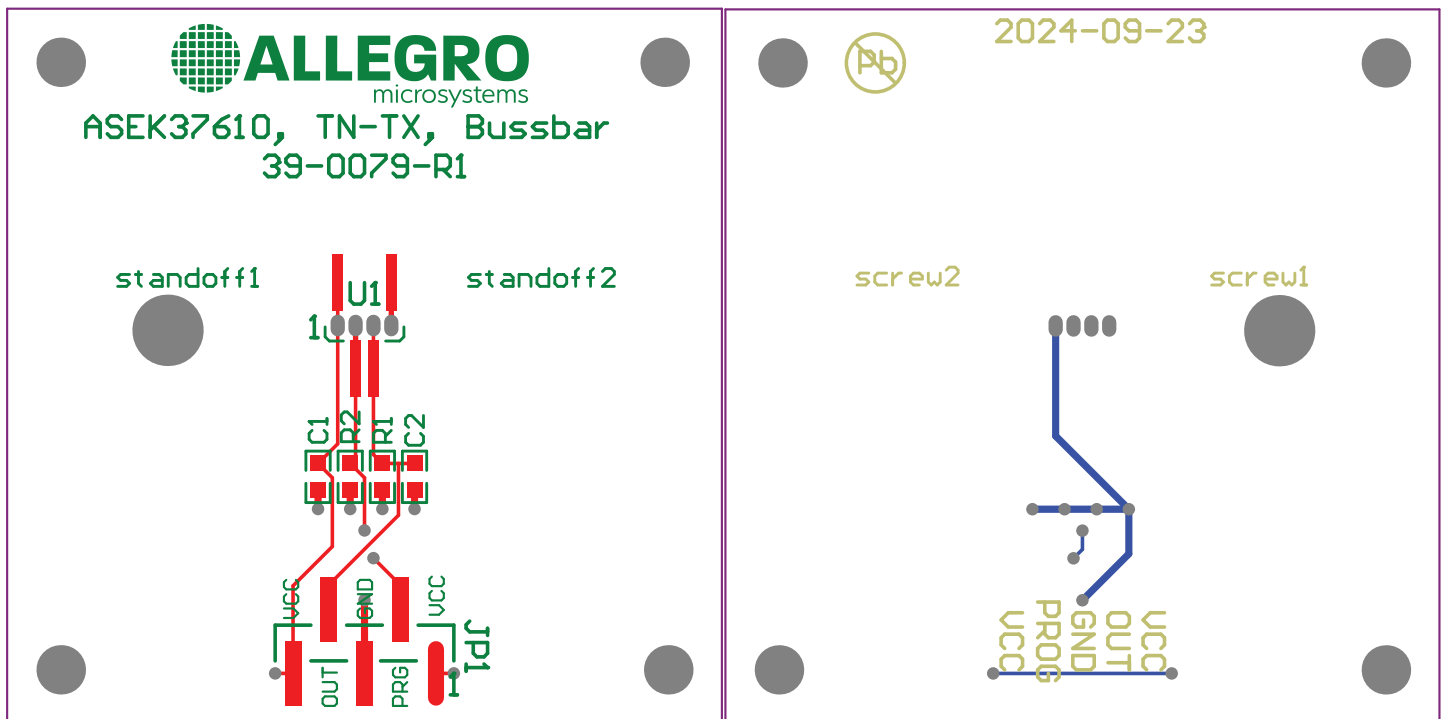 ALLEGRO
microsystems
ASEK37610, TN-TX, Bussbar
39-0079-R1
standoff1
standoff2
U1
1
C1
R2
R1
C2
VCC
GND
VCC
JP1
OUT
PRG
1
2024-09-23
Pb
screw2
screw1
VCC
PROG
GND
OUT
VCC